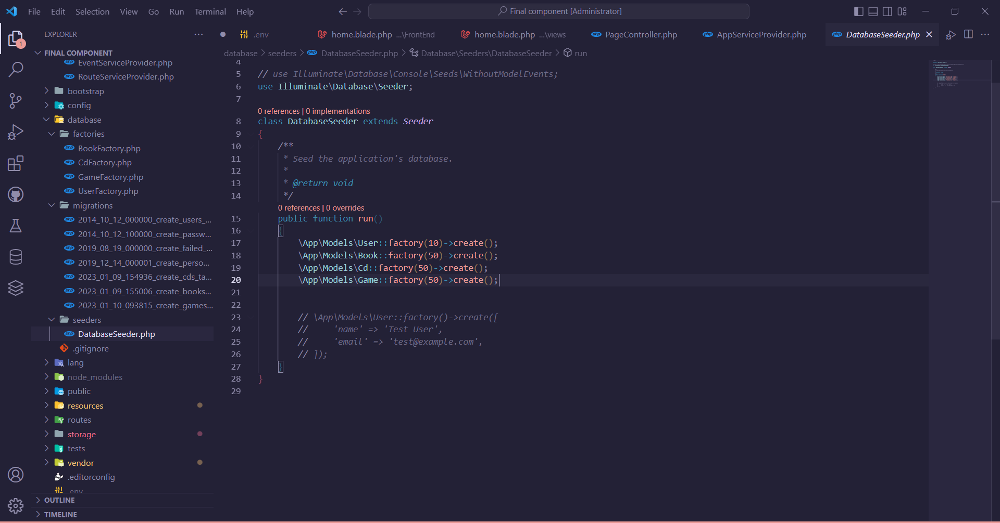 File Edit Selection View Go Run Terminal Help
Final component [Administrator]
EXPLORER
.env
home.blade.php ...\FrontEnd
home.blade.php ...\views
PageController.php
AppServiceProvider.php
DatabaseSeeder.php
1
FINAL COMPONENT
EventServiceProvider.php
RouteServiceProvider.php
bootstrap
config
database
factories
BookFactory.php
CdFactory.php
GameFactory.php
UserFactory.php
migrations
2014_10_12_000000_create_users_...
2014_10_12_100000_create_passw...
2019_08_19_000000_create_failed_...
2019_12_14_000001_create_perso...
2023_01_09_154936_create_cds_ta...
2023_01_09_155006_create_books...
2023_01_10_093815_create_games...
seeders
DatabaseSeeder.php
.gitignore
lang
node_modules
public
resources
routes
storage
tests
vendor
.editorconfig
.env
OUTLINE
TIMELINE
database > seeders > DatabaseSeeder.php > Database\Seeders\DatabaseSeeder > run
4
5 // use Illuminate\Database\Console\Seeds\WithoutModelEvents;
6 use Illuminate\Database\Seeder;
7
0 references | 0 implementations
8 class DatabaseSeeder extends Seeder
9 {
10 /**
11 * Seed the application's database.
12 *
13 * @return void
14 */
0 references | 0 overrides
15 public function run()
16 {
17 \App\Models\User::factory(10)->create();
18 \App\Models\Book::factory(50)->create();
19 \App\Models\Cd::factory(50)->create();
20 \App\Models\Game::factory(50)->create();
21
22
23 // \App\Models\User::factory()->create([
24 // 'name' => 'Test User',
25 // 'email' => 'test@example.com',
26 // ]);
27 }
28 }
29